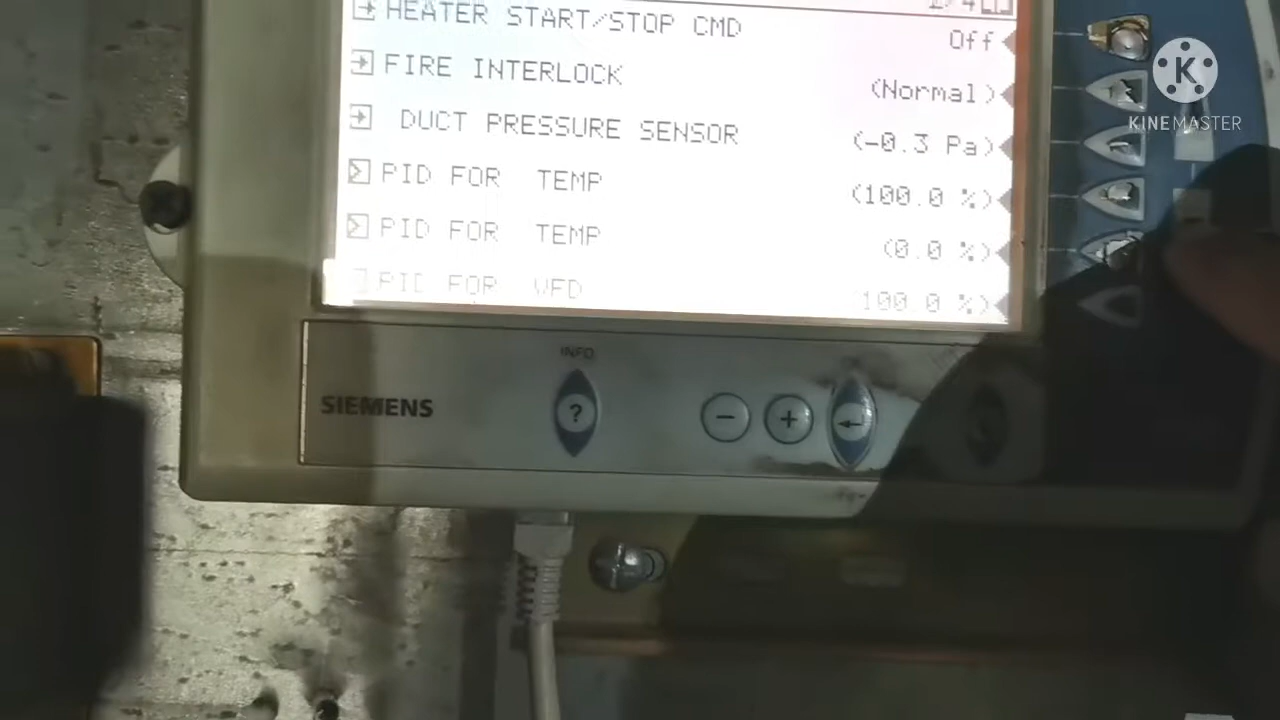 HEATER START/STOP CMD Off
FIRE INTERLOCK (Normal)
DUCT PRESSURE SENSOR (-0.3 Pa)
PID FOR TEMP (100.0 %)
PID FOR TEMP (0.0 %)
PID FOR VFD 100.0 %)
INFO
SIEMENS
?
K
KINEMASTER